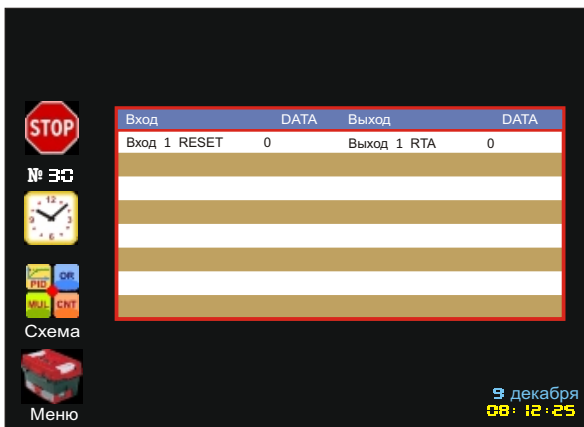 STOP
№ 30
12
9 3
6
PID OR
MUL CNT
Схема
Меню
Вход DATA Выход DATA
Вход 1 RESET 0 Выход 1 RTA 0
9 декабря
08:12:25